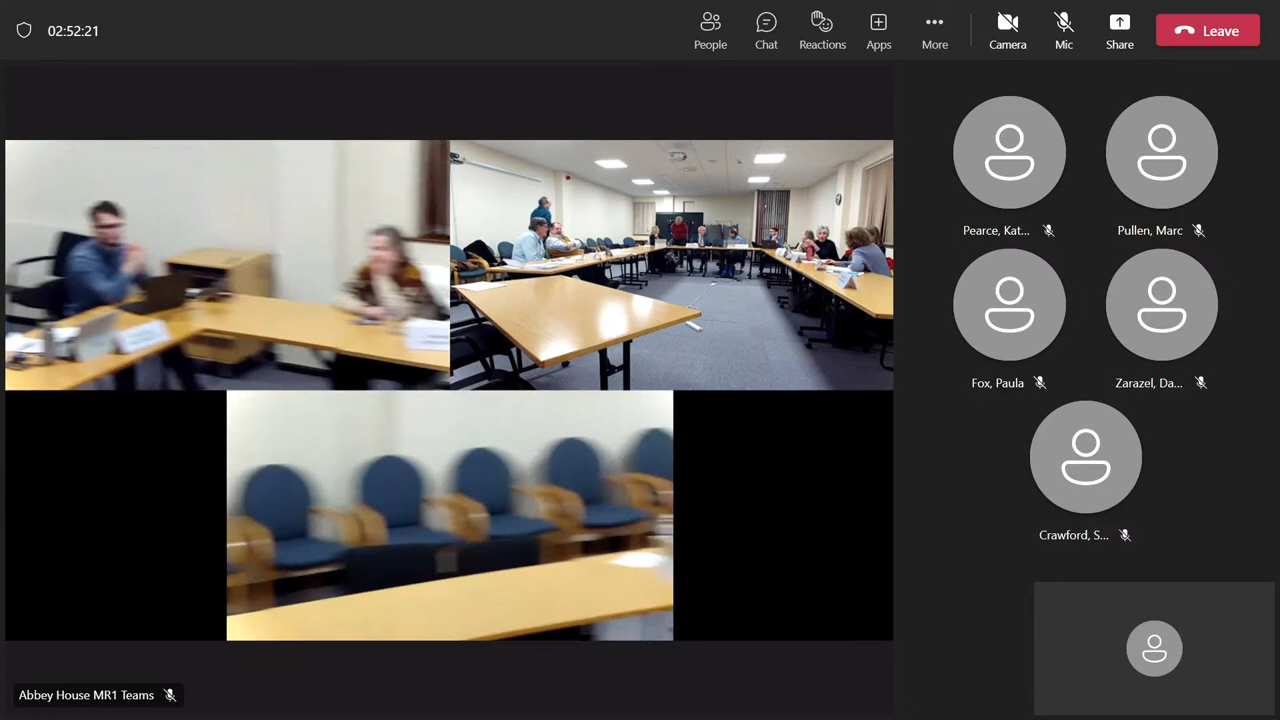 02:52:21
People
Chat
Reactions
Apps
More
Camera
Mic
Share
Leave
Pearce, Kat...
Pullen, Marc
Fox, Paula
Zarazel, Da...
Crawford, S...
Abbey House MR1 Teams